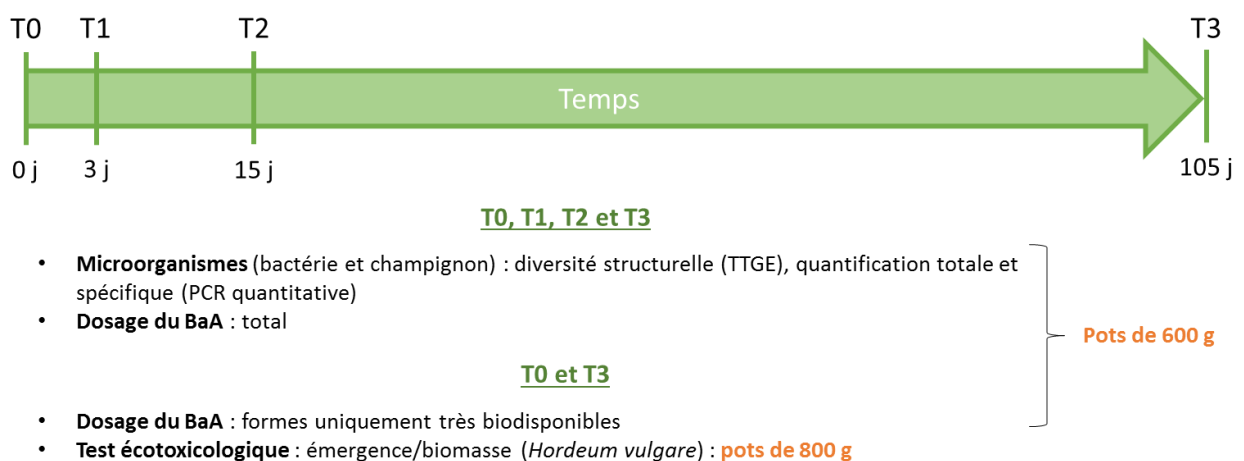 T0 T1 T2 T3
Temps
0 j 3 j 15 j 105 j
T0, T1, T2 et T3
• Microorganismes (bactérie et champignon) : diversité structurelle (TTGE), quantification totale et
spécifique (PCR quantitative)
• Dosage du BaA : total
Pots de 600 g
T0 et T3
• Dosage du BaA : formes uniquement très biodisponibles
• Test écotoxicologique : émergence/biomasse (Hordeum vulgare) : pots de 800 g